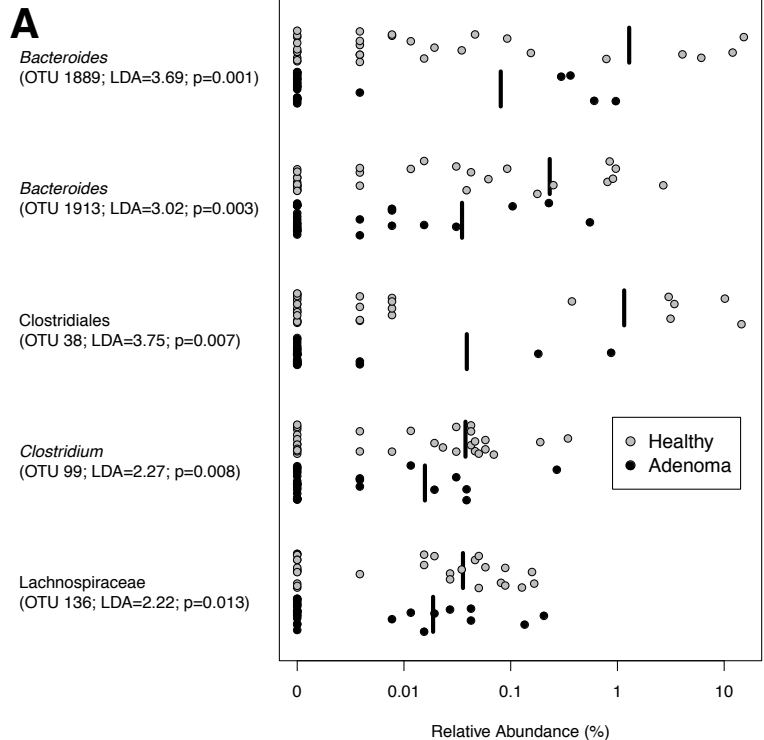 A
Bacteroides
(OTU 1889; LDA=3.69; p=0.001)
Bacteroides
(OTU 1913; LDA=3.02; p=0.003)
Clostridiales
(OTU 38; LDA=3.75; p=0.007)
Clostridium
(OTU 99; LDA=2.27; p=0.008)
Healthy
Adenoma
Lachnospiraceae
(OTU 136; LDA=2.22; p=0.013)
0 0.01 0.1 1 10
Relative Abundance (%)